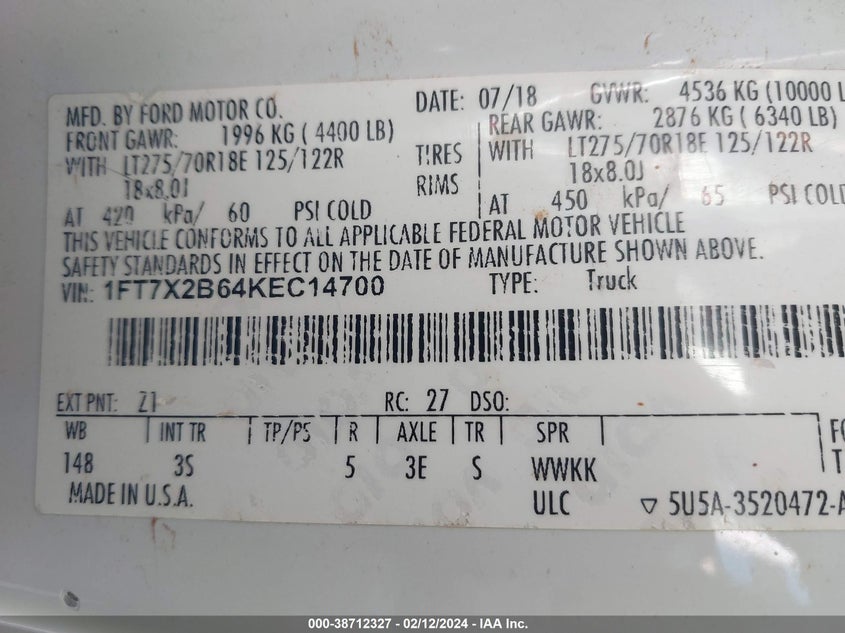 MFD. BY FORD MOTOR CO. DATE: 07/18 GVWR: 4536 KG (10000 L
FRONT GAWR: 1996 KG ( 4400 LB) REAR GAWR: 2876 KG ( 6340 LB)
WITH LT275/70R18E 125/122R TIRES WITH LT275/70R18E 125/122R
18x8.0J RIMS 18x8.0J
AT 420 kPa/ 60 PSI COLD AT 450 kPa/ 65 PSI COLD
THIS VEHICLE CONFORMS TO ALL APPLICABLE FEDERAL MOTOR VEHICLE
SAFETY STANDARDS IN EFFECT ON THE DATE OF MANUFACTURE SHOWN ABOVE.
VIN: 1FT7X2B64KEC14700 TYPE: Truck
EXT PNT: Z1 RC: 27 DSO:
WB INT TR TP/PS R AXLE TR SPR
148 3S 5 3E S WWKK
MADE IN U.S.A. ULC ▽ 5U5A-3520472-A
000-38712327 - 02/12/2024 - IAA Inc.